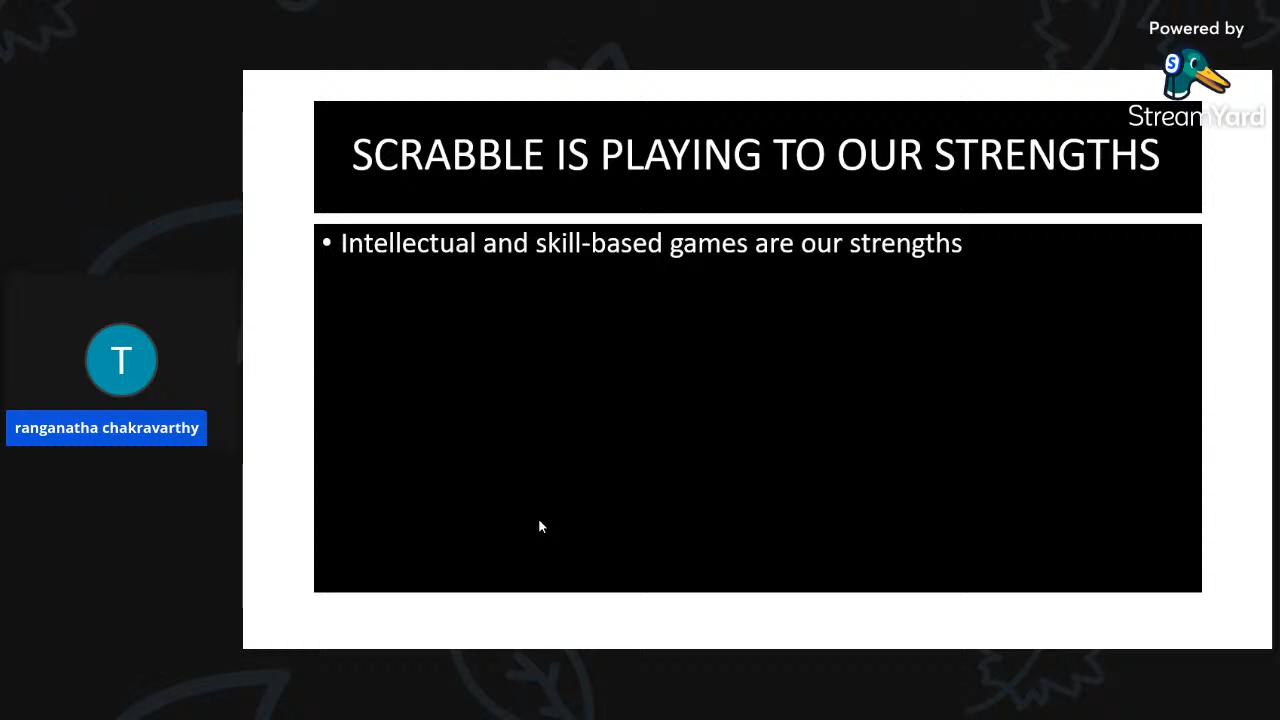 Powered by
S
StreamYard
SCRABBLE IS PLAYING TO OUR STRENGTHS
• Intellectual and skill-based games are our strengths
T
ranganatha chakravarthy